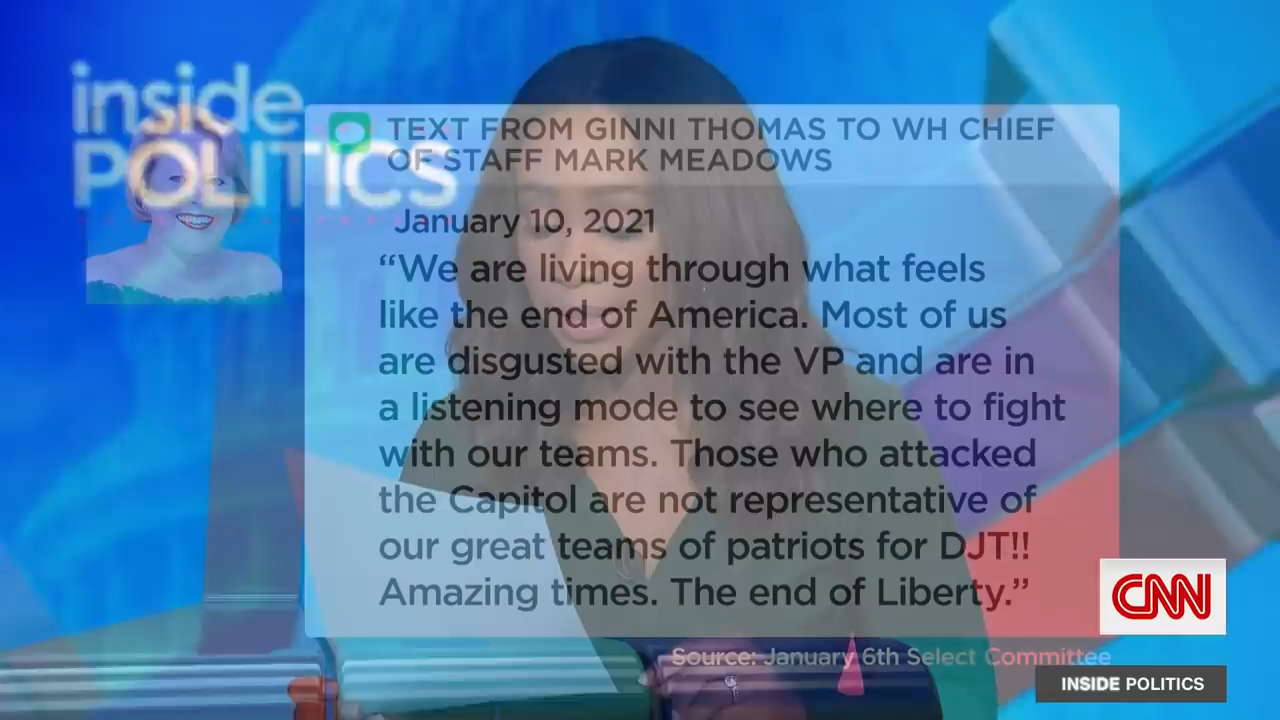 inside
POLITICS
TEXT FROM GINNI THOMAS TO WH CHIEF
OF STAFF MARK MEADOWS
January 10, 2021
“We are living through what feels
like the end of America. Most of us
are disgusted with the VP and are in
a listening mode to see where to fight
with our teams. Those who attacked
the Capitol are not representative of
our great teams of patriots for DJT!!
Amazing times. The end of Liberty.”
CNN
Source: January 6th Select Committee
INSIDE POLITICS